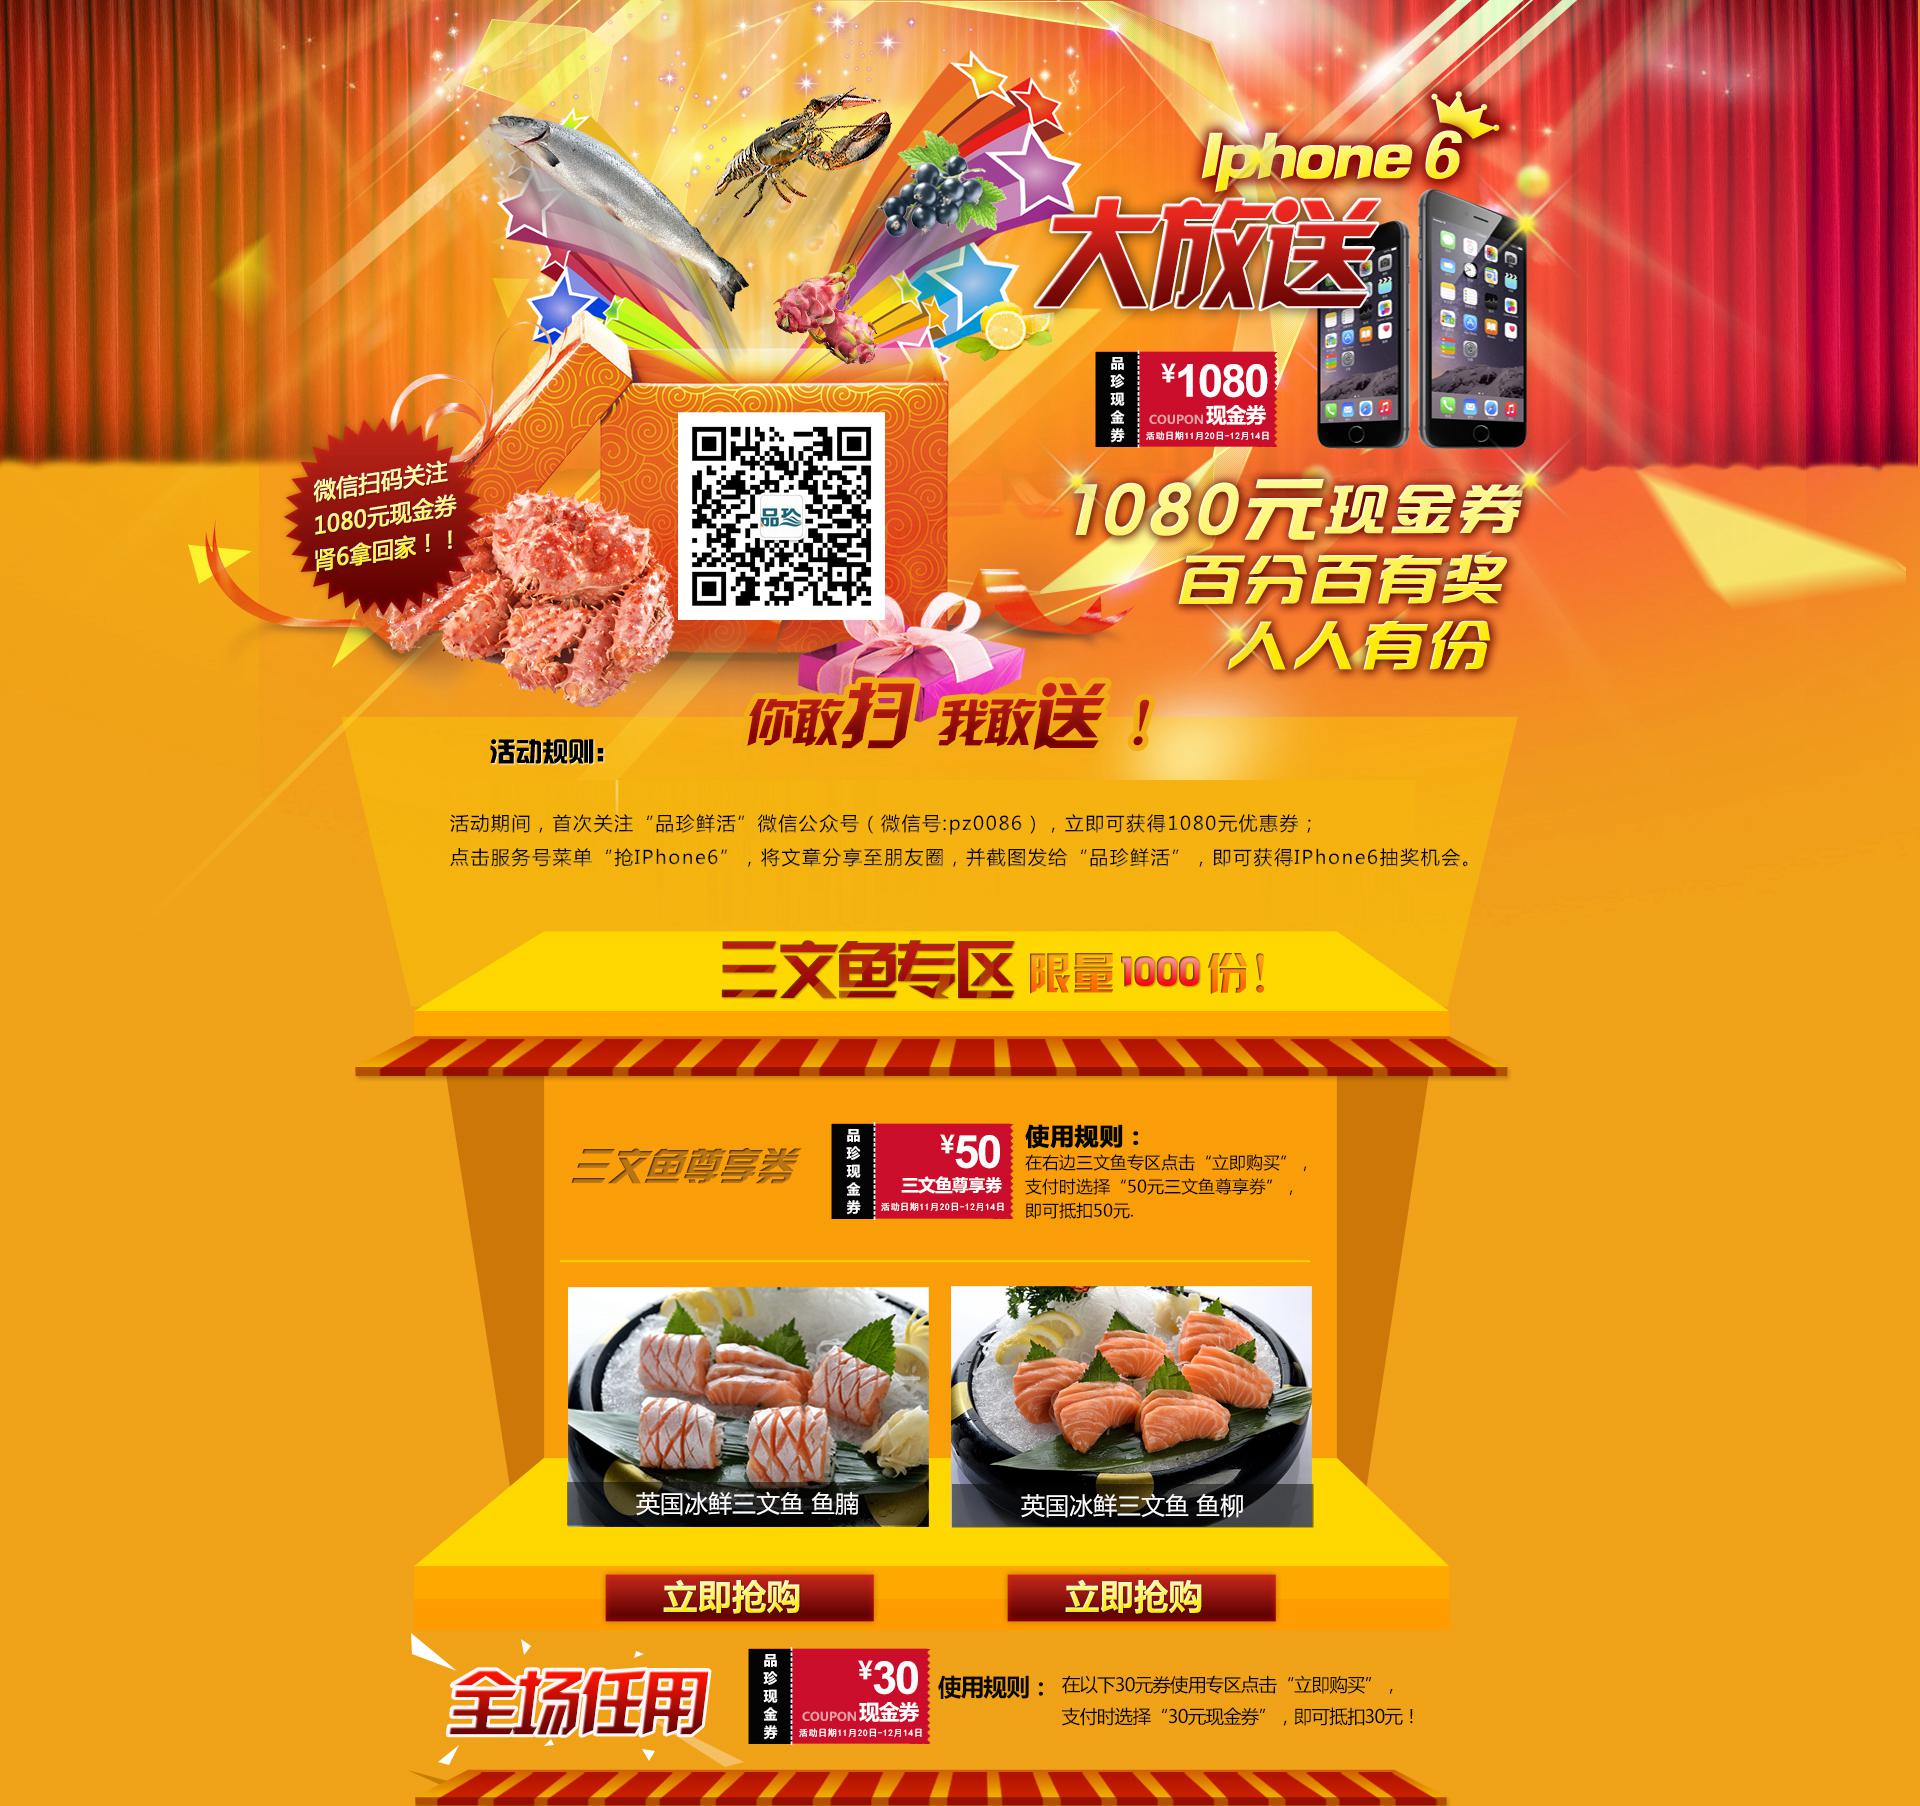 Iphone 6
大放送
品珍现金券
¥1080
COUPON 现金券
活动日期11月20日-12月14日
微信扫码关注
1080元现金券
肾6拿回家！！
品珍
1080元现金券
百分百有奖
人人有份
你敢扫 我敢送！
活动规则:
活动期间，首次关注“品珍鲜活”微信公众号（微信号:pz0086），立即可获得1080元优惠券；
点击服务号菜单“抢IPhone6”，将文章分享至朋友圈，并截图发给“品珍鲜活”，即可获得IPhone6抽奖机会。
三文鱼专区 限量1000份！
三文鱼尊享券
品珍现金券
¥50
三文鱼尊享券
活动日期11月20日-12月14日
使用规则：
在右边三文鱼专区点击“立即购买”，
支付时选择“50元三文鱼尊享券”，
即可抵扣50元.
英国冰鲜三文鱼 鱼腩
英国冰鲜三文鱼 鱼柳
立即抢购
立即抢购
全场任用
品珍现金券
¥30
COUPON 现金券
活动日期11月20日-12月14日
使用规则：
在以下30元券使用专区点击“立即购买”，
支付时选择“30元现金券”，即可抵扣30元！